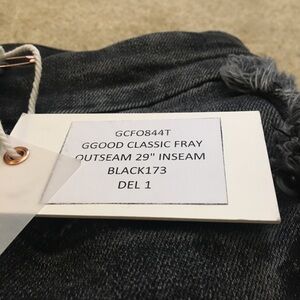 GCFO844T
GGOOD CLASSIC FRAY
OUTSEAM 29" INSEAM
BLACK173
DEL 1